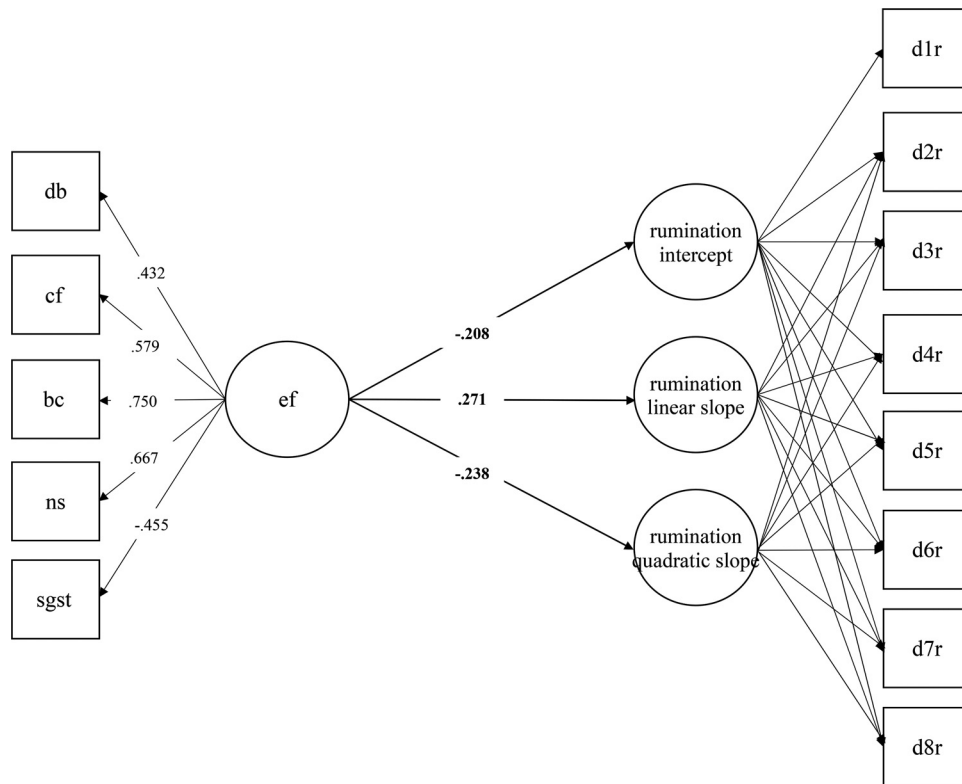 db
cf
bc
ns
sgst
.432
.579
.750
.667
-.455
ef
-.208
.271
-.238
rumination
intercept
rumination
linear slope
rumination
quadratic slope
d1r
d2r
d3r
d4r
d5r
d6r
d7r
d8r